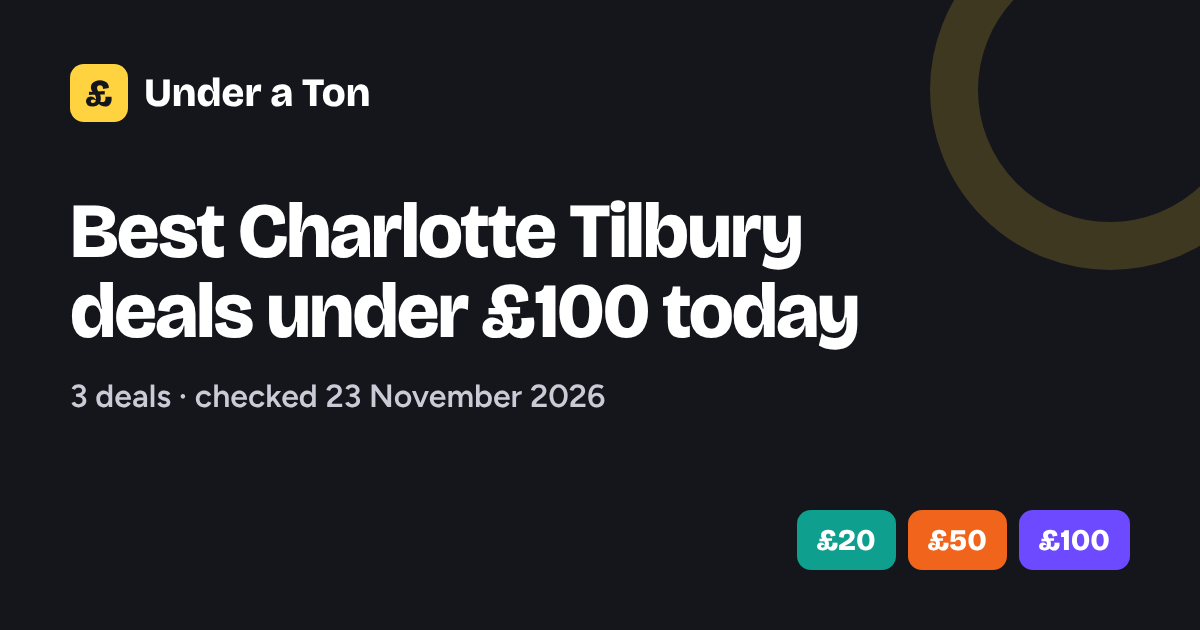 £
Under a Ton
Best Charlotte Tilbury
deals under £100 today
3 deals · checked 23 November 2026
£20
£50
£100